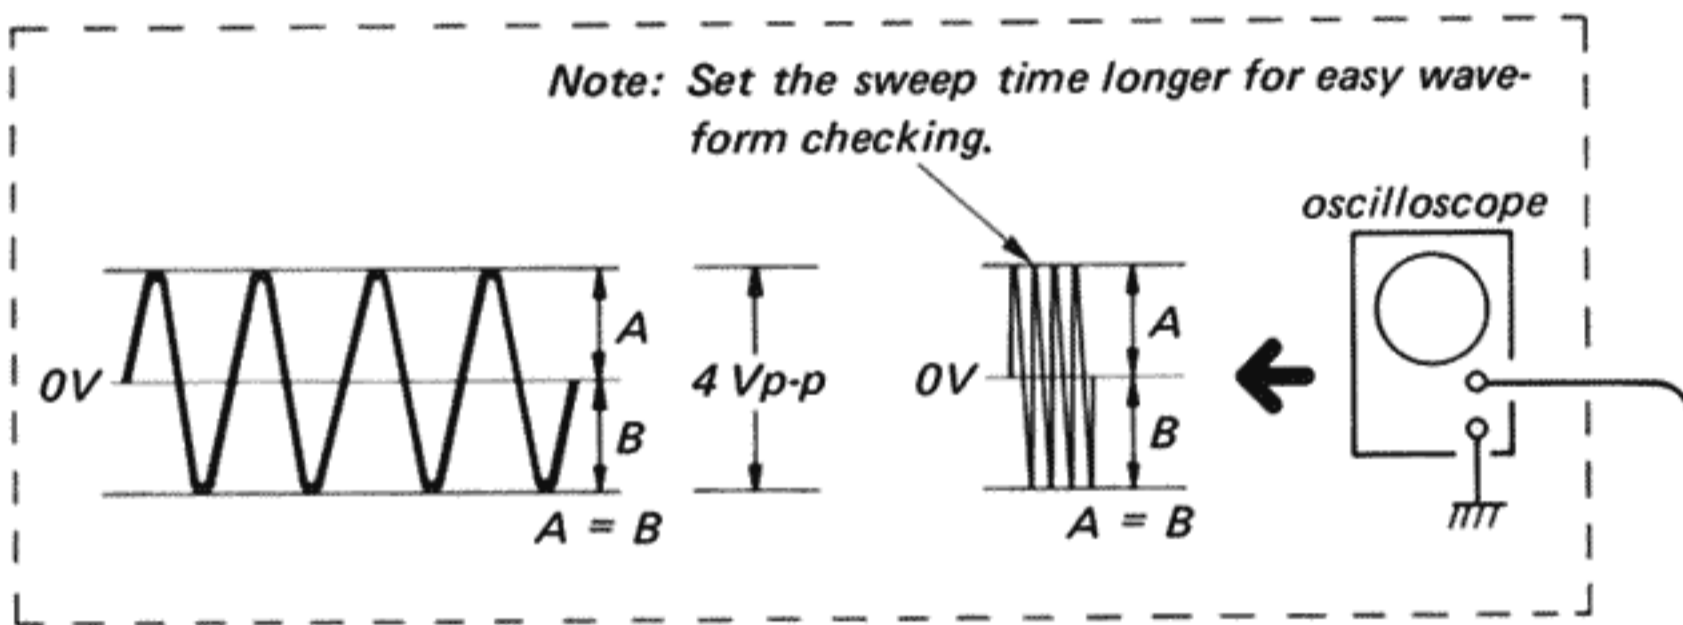 Note: Set the sweep time longer for easy wave-
form checking.
oscilloscope
A
0V
B
A = B
4 Vp-p
A
0V
B
A = B